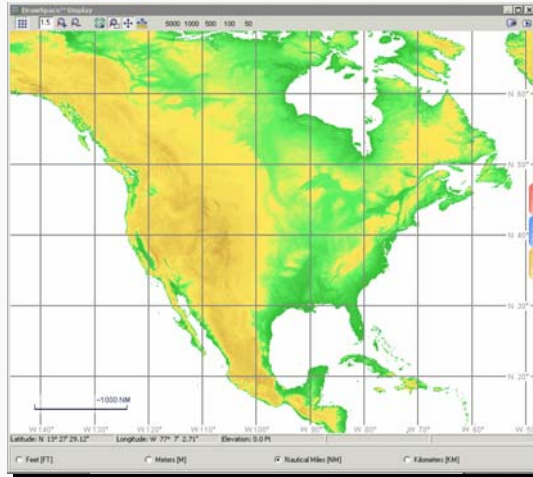 DrawSpace™ Display
1.5 5000 1000 500 100 50
N 60°
N 50°
N 40°
N 30°
N 20°
~1000 NM
W 140° W 130° W 120° W 110° W 100° W 90° W 80° W 70° W 60° W 50
Latitude: N 13° 27' 29.12" Longitude: W 77° 7' 2.71" Elevation: 0.0 Ft
Feet [FT] Meters [M] Nautical Miles [NM] Kilometers [KM]